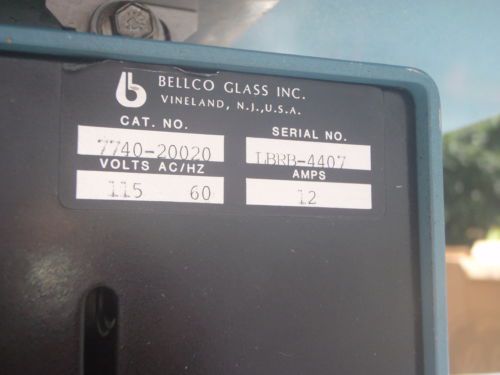 BELLCO GLASS INC.
VINELAND, N.J., U.S.A.
CAT. NO. SERIAL NO.
7740-20020 LBRB-4407
VOLTS AC/HZ AMPS
115 60 12